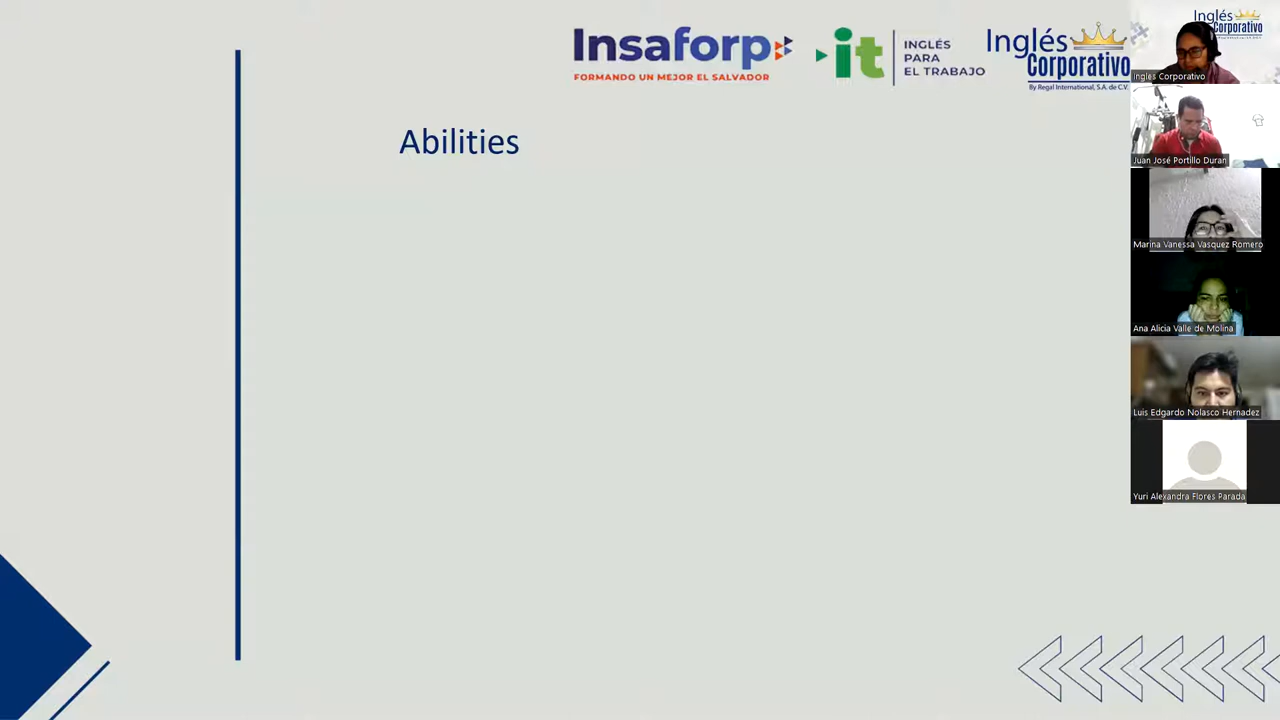 Insaforp
FORMANDO UN MEJOR EL SALVADOR
it
INGLÉS
PARA
EL TRABAJO
Inglés
Corporativo
By Regal International, S.A. de C.V.
Abilities
Inglés
Corporativo
Ingles Corporativo
Juan José Portillo Duran
Marina Vanessa Vasquez Romero
Ana Alicia Valle de Molina
Luis Edgardo Nolasco Hernadez
Yuri Alexandra Flores Parada